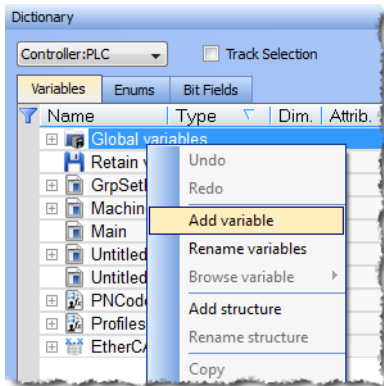 Dictionary
Controller:PLC Track Selection
Variables Enums Bit Fields
Name Type Dim. Attrib.
Global variables
Retain
Undo
GrpSet
Redo
Machin
Add variable
Main
Rename variables
Untitled
Browse variable
Untitled
PNCod
Add structure
Profiles
Rename structure
EtherCA
Copy